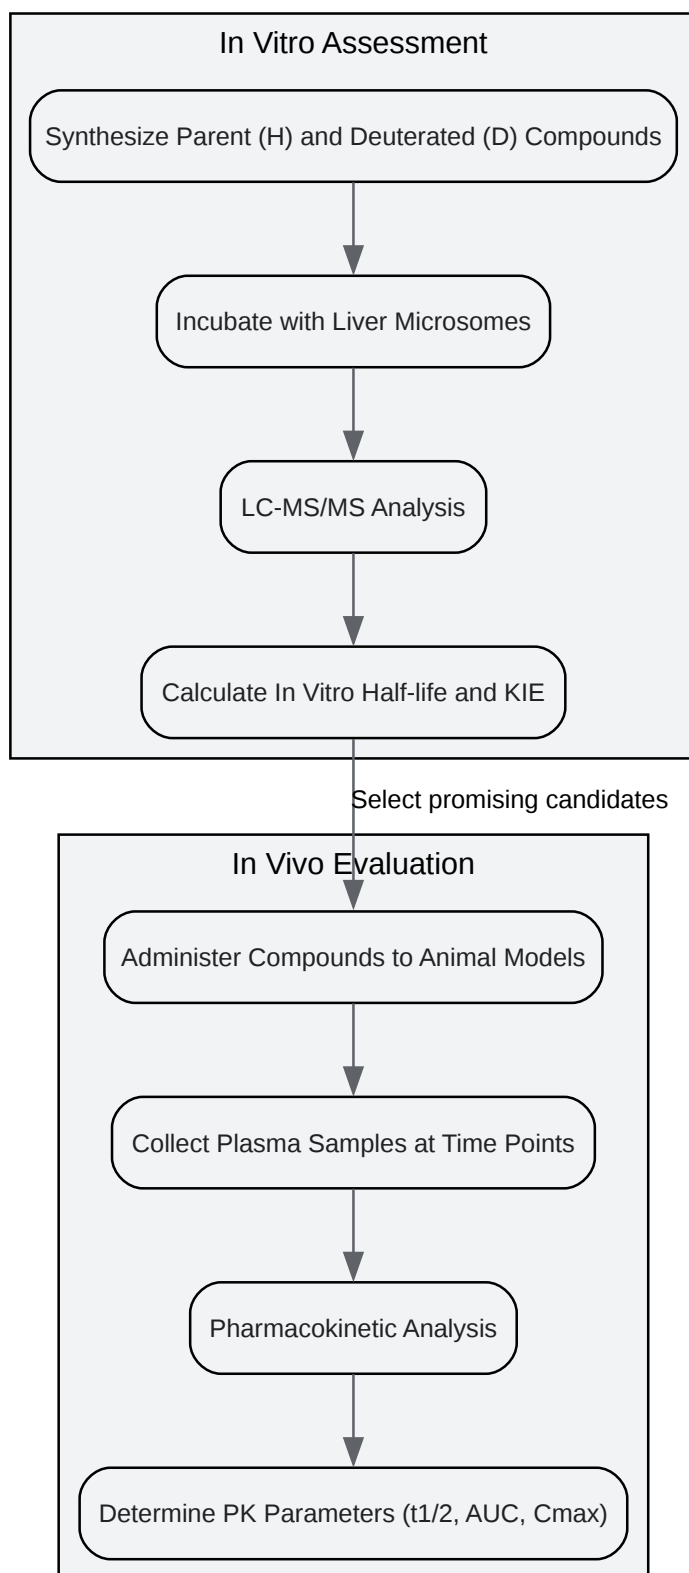 In Vitro Assessment
Synthesize Parent (H) and Deuterated (D) Compounds
Incubate with Liver Microsomes
LC-MS/MS Analysis
Calculate In Vitro Half-life and KIE
Select promising candidates
In Vivo Evaluation
Administer Compounds to Animal Models
Collect Plasma Samples at Time Points
Pharmacokinetic Analysis
Determine PK Parameters (t1/2, AUC, Cmax)